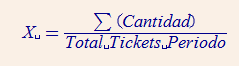 X␣ = ∑ (Cantidad)
Total␣Tickets␣Periodo